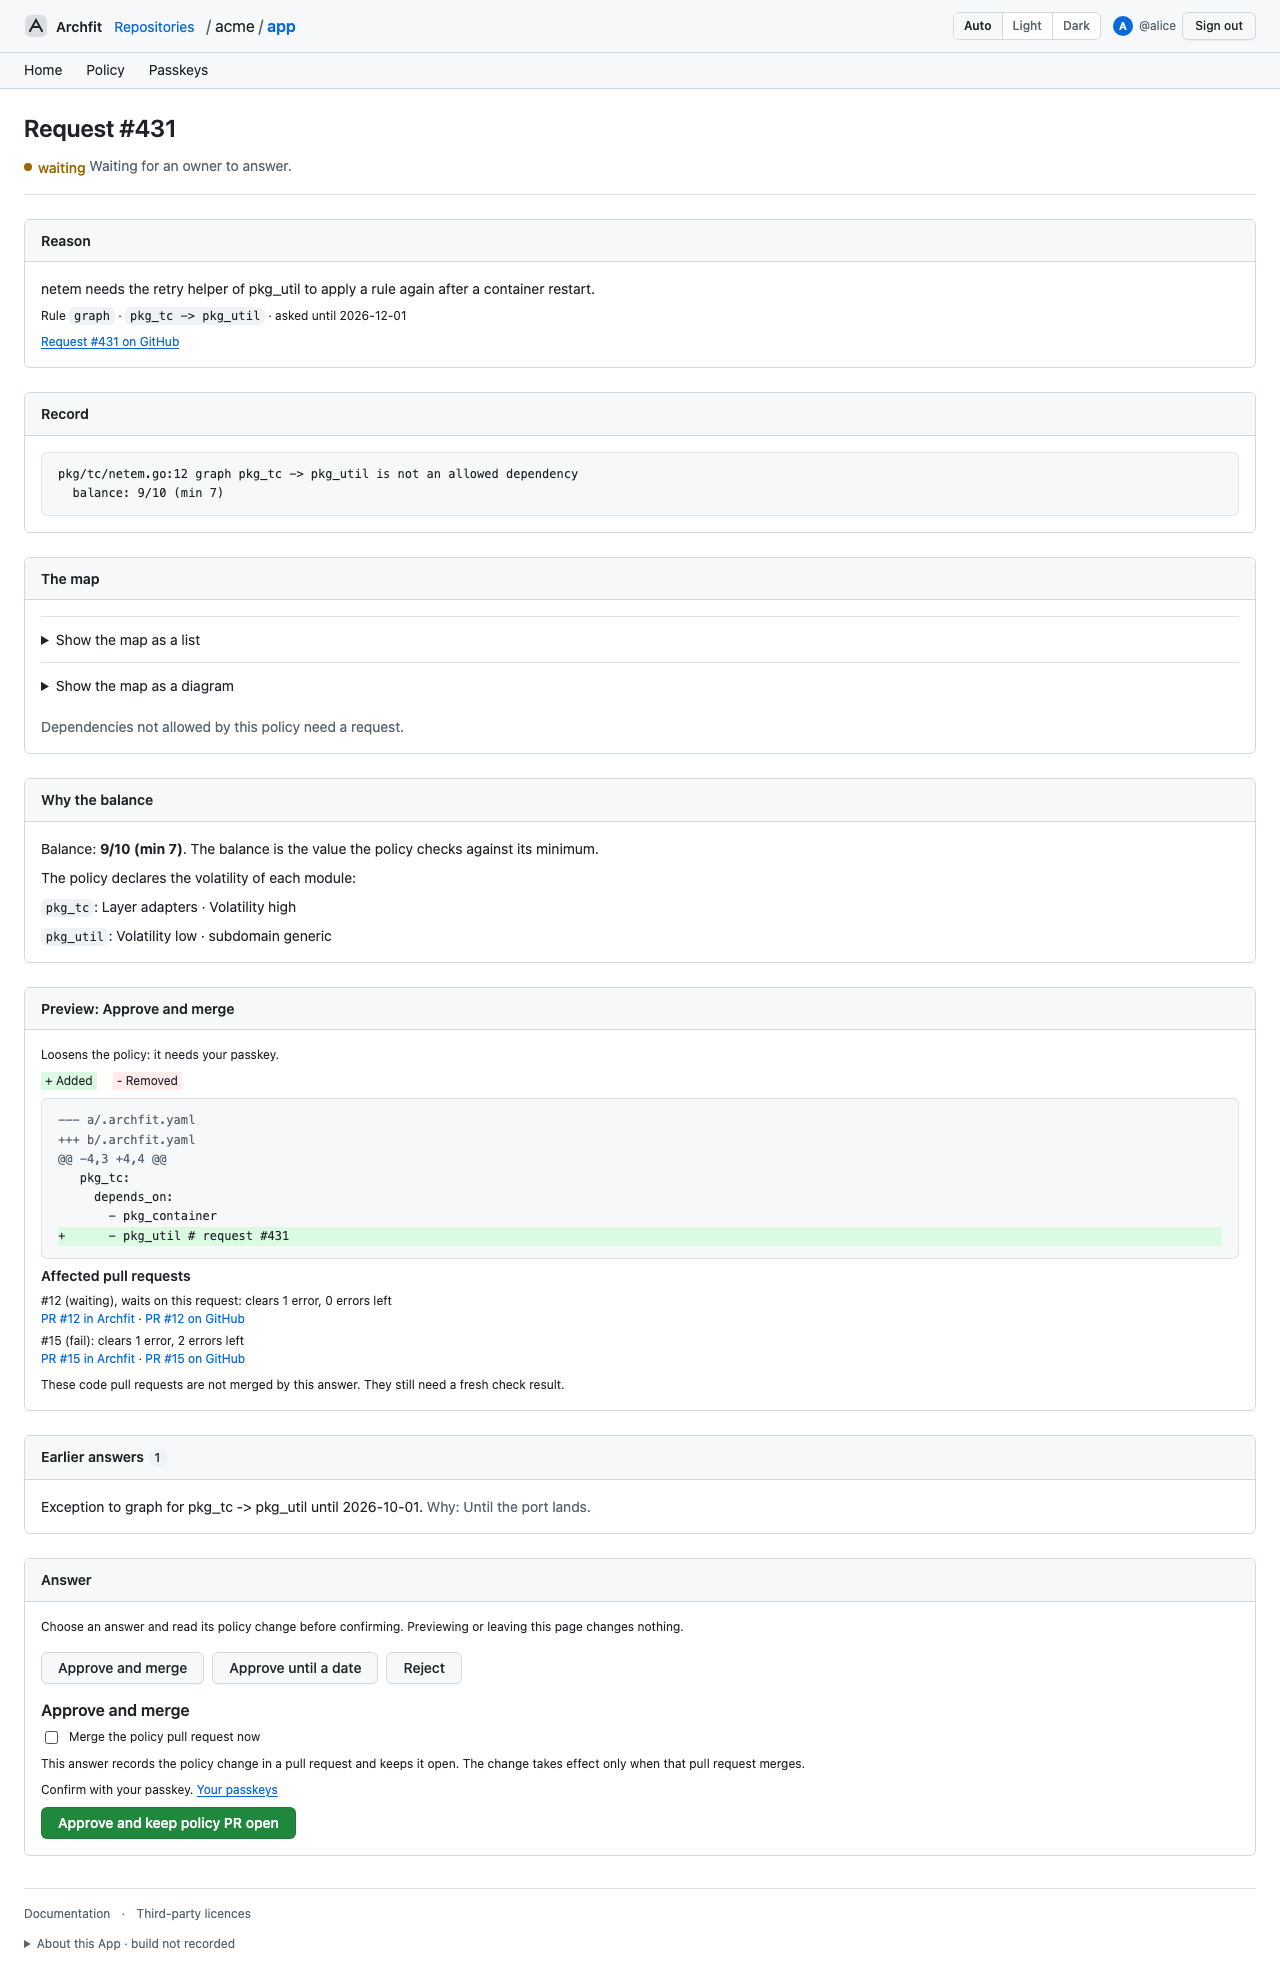 Archfit Repositories / acme / app
Auto Light Dark A @alice Sign out
Home Policy Passkeys
Request #431
waiting Waiting for an owner to answer.
Reason
netem needs the retry helper of pkg_util to apply a rule again after a container restart.
Rule graph · pkg_tc -> pkg_util · asked until 2026-12-01
Request #431 on GitHub
Record
pkg/tc/netem.go:12 graph pkg_tc -> pkg_util is not an allowed dependency
balance: 9/10 (min 7)
The map
Show the map as a list
Show the map as a diagram
Dependencies not allowed by this policy need a request.
Why the balance
Balance: 9/10 (min 7). The balance is the value the policy checks against its minimum.
The policy declares the volatility of each module:
pkg_tc: Layer adapters · Volatility high
pkg_util: Volatility low · subdomain generic
Preview: Approve and merge
Loosens the policy: it needs your passkey.
+ Added - Removed
--- a/.archfit.yaml
+++ b/.archfit.yaml
@@ -4,3 +4,4 @@
pkg_tc:
depends_on:
- pkg_container
+ - pkg_util # request #431
Affected pull requests
#12 (waiting), waits on this request: clears 1 error, 0 errors left
PR #12 in Archfit · PR #12 on GitHub
#15 (fail): clears 1 error, 2 errors left
PR #15 in Archfit · PR #15 on GitHub
These code pull requests are not merged by this answer. They still need a fresh check result.
Earlier answers 1
Exception to graph for pkg_tc -> pkg_util until 2026-10-01. Why: Until the port lands.
Answer
Choose an answer and read its policy change before confirming. Previewing or leaving this page changes nothing.
Approve and merge Approve until a date Reject
Approve and merge
Merge the policy pull request now
This answer records the policy change in a pull request and keeps it open. The change takes effect only when that pull request merges.
Confirm with your passkey. Your passkeys
Approve and keep policy PR open
Documentation · Third-party licences
About this App · build not recorded